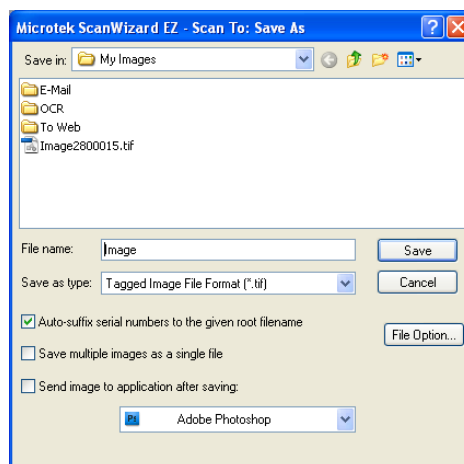 Microtek ScanWizard EZ - Scan To: Save As
Save in: My Images
E-Mail
OCR
To Web
Image2800015.tif
File name: Image
Save
Save as type: Tagged Image File Format (*.tif)
Cancel
Auto-suffix serial numbers to the given root filename
File Option...
Save multiple images as a single file
Send image to application after saving:
Adobe Photoshop